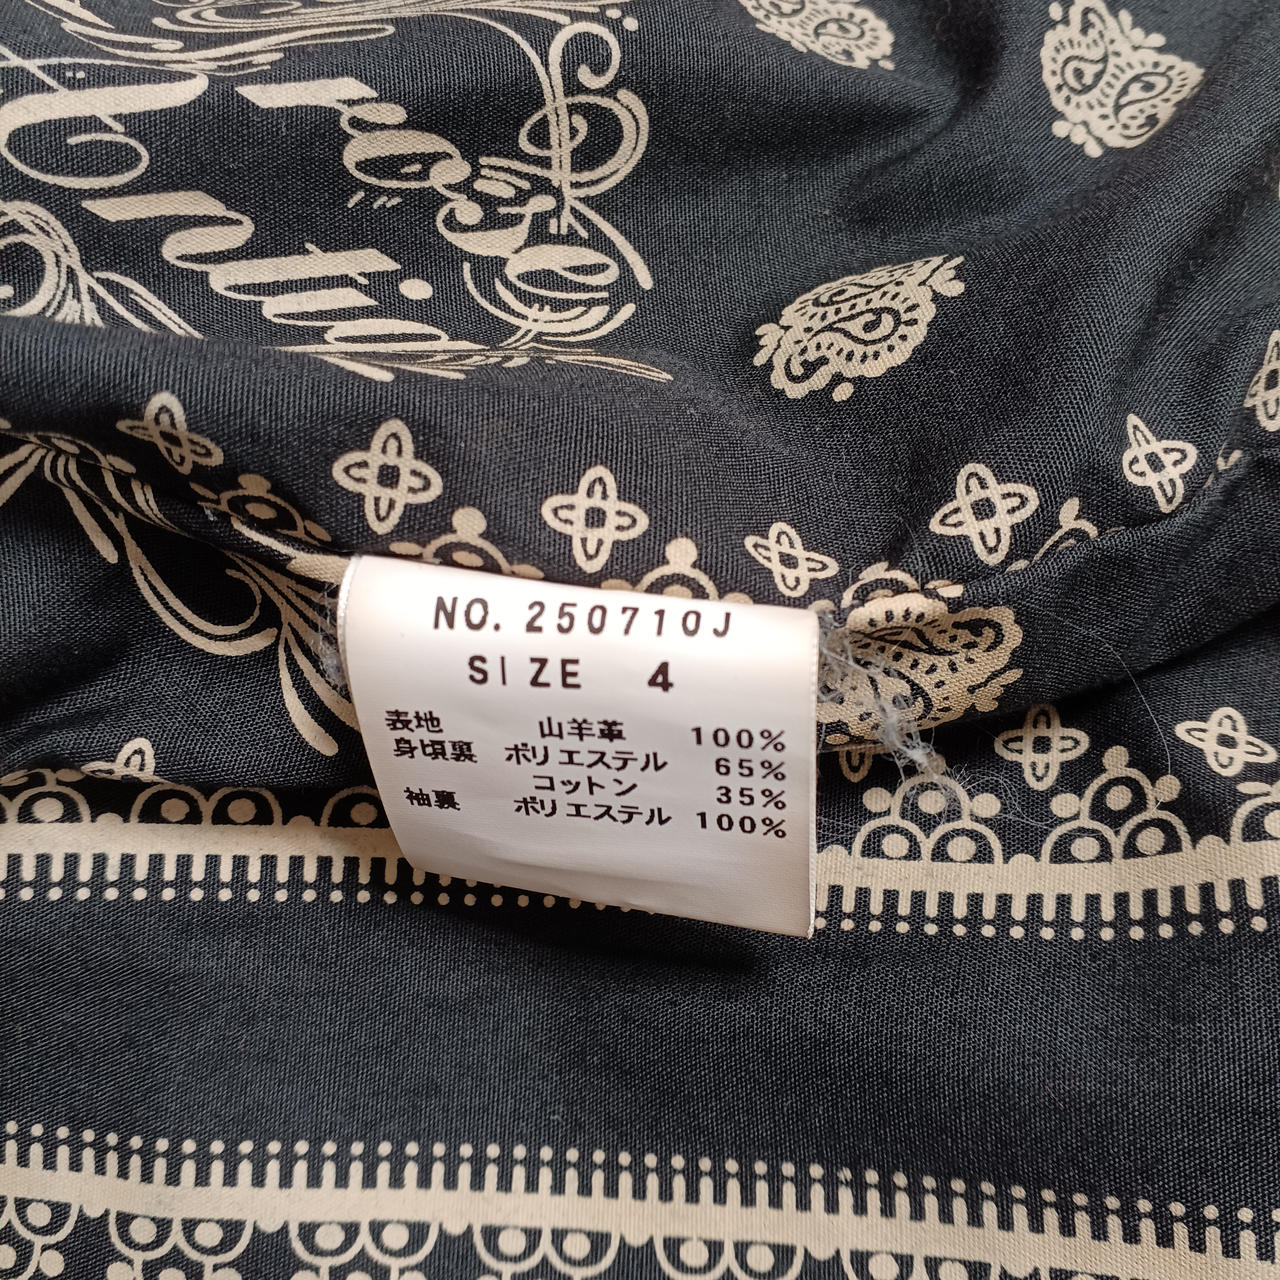 NO. 250710J
SIZE 4
表地 山羊革 100%
身頃裏 ポリエステル 65%
コットン 35%
袖裏 ポリエステル 100%